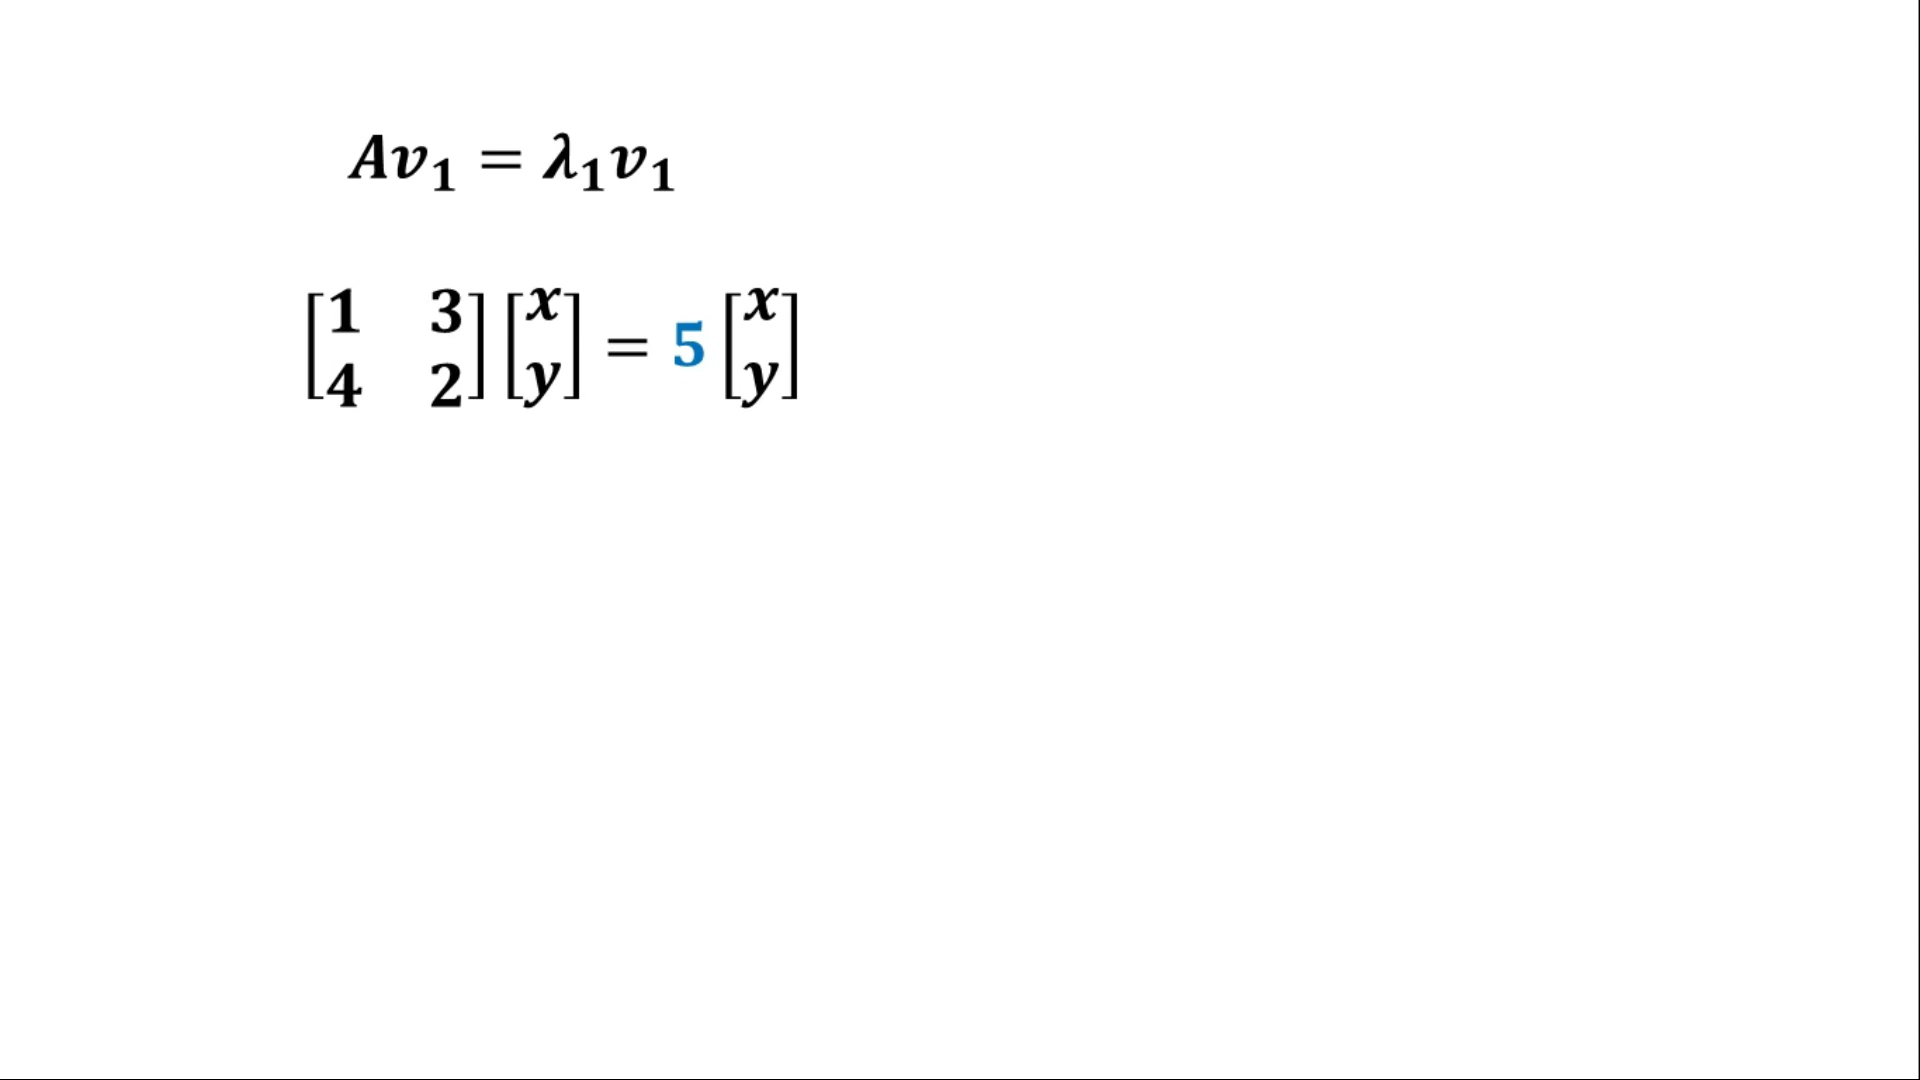 Av₁ = λ₁v₁
[1 3
4 2] [x
y] = 5 [x
y]